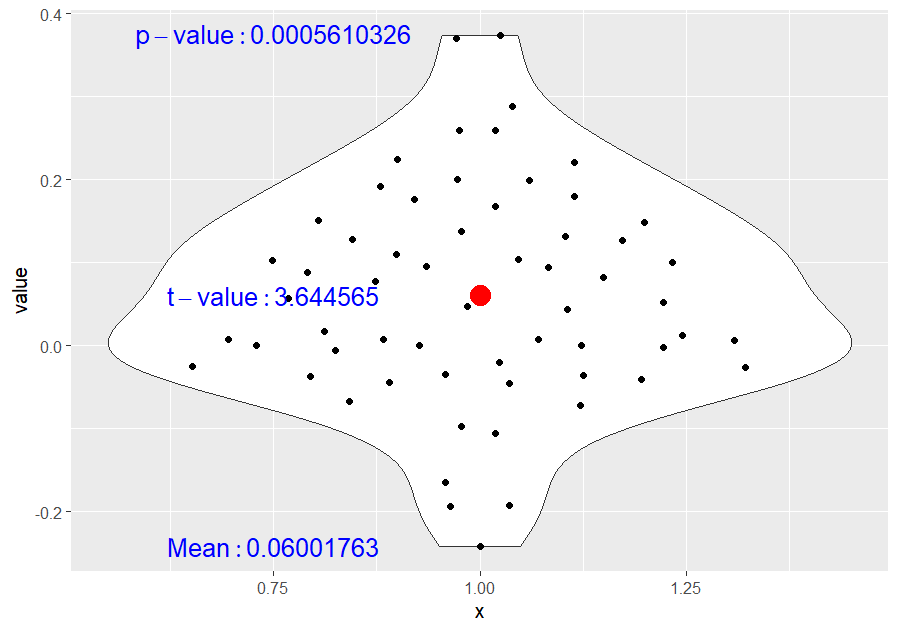 0.4
p − value : 0.0005610326
0.2
value
t − value : 3.644565
0.0
-0.2
Mean : 0.06001763
0.75 1.00 1.25
x